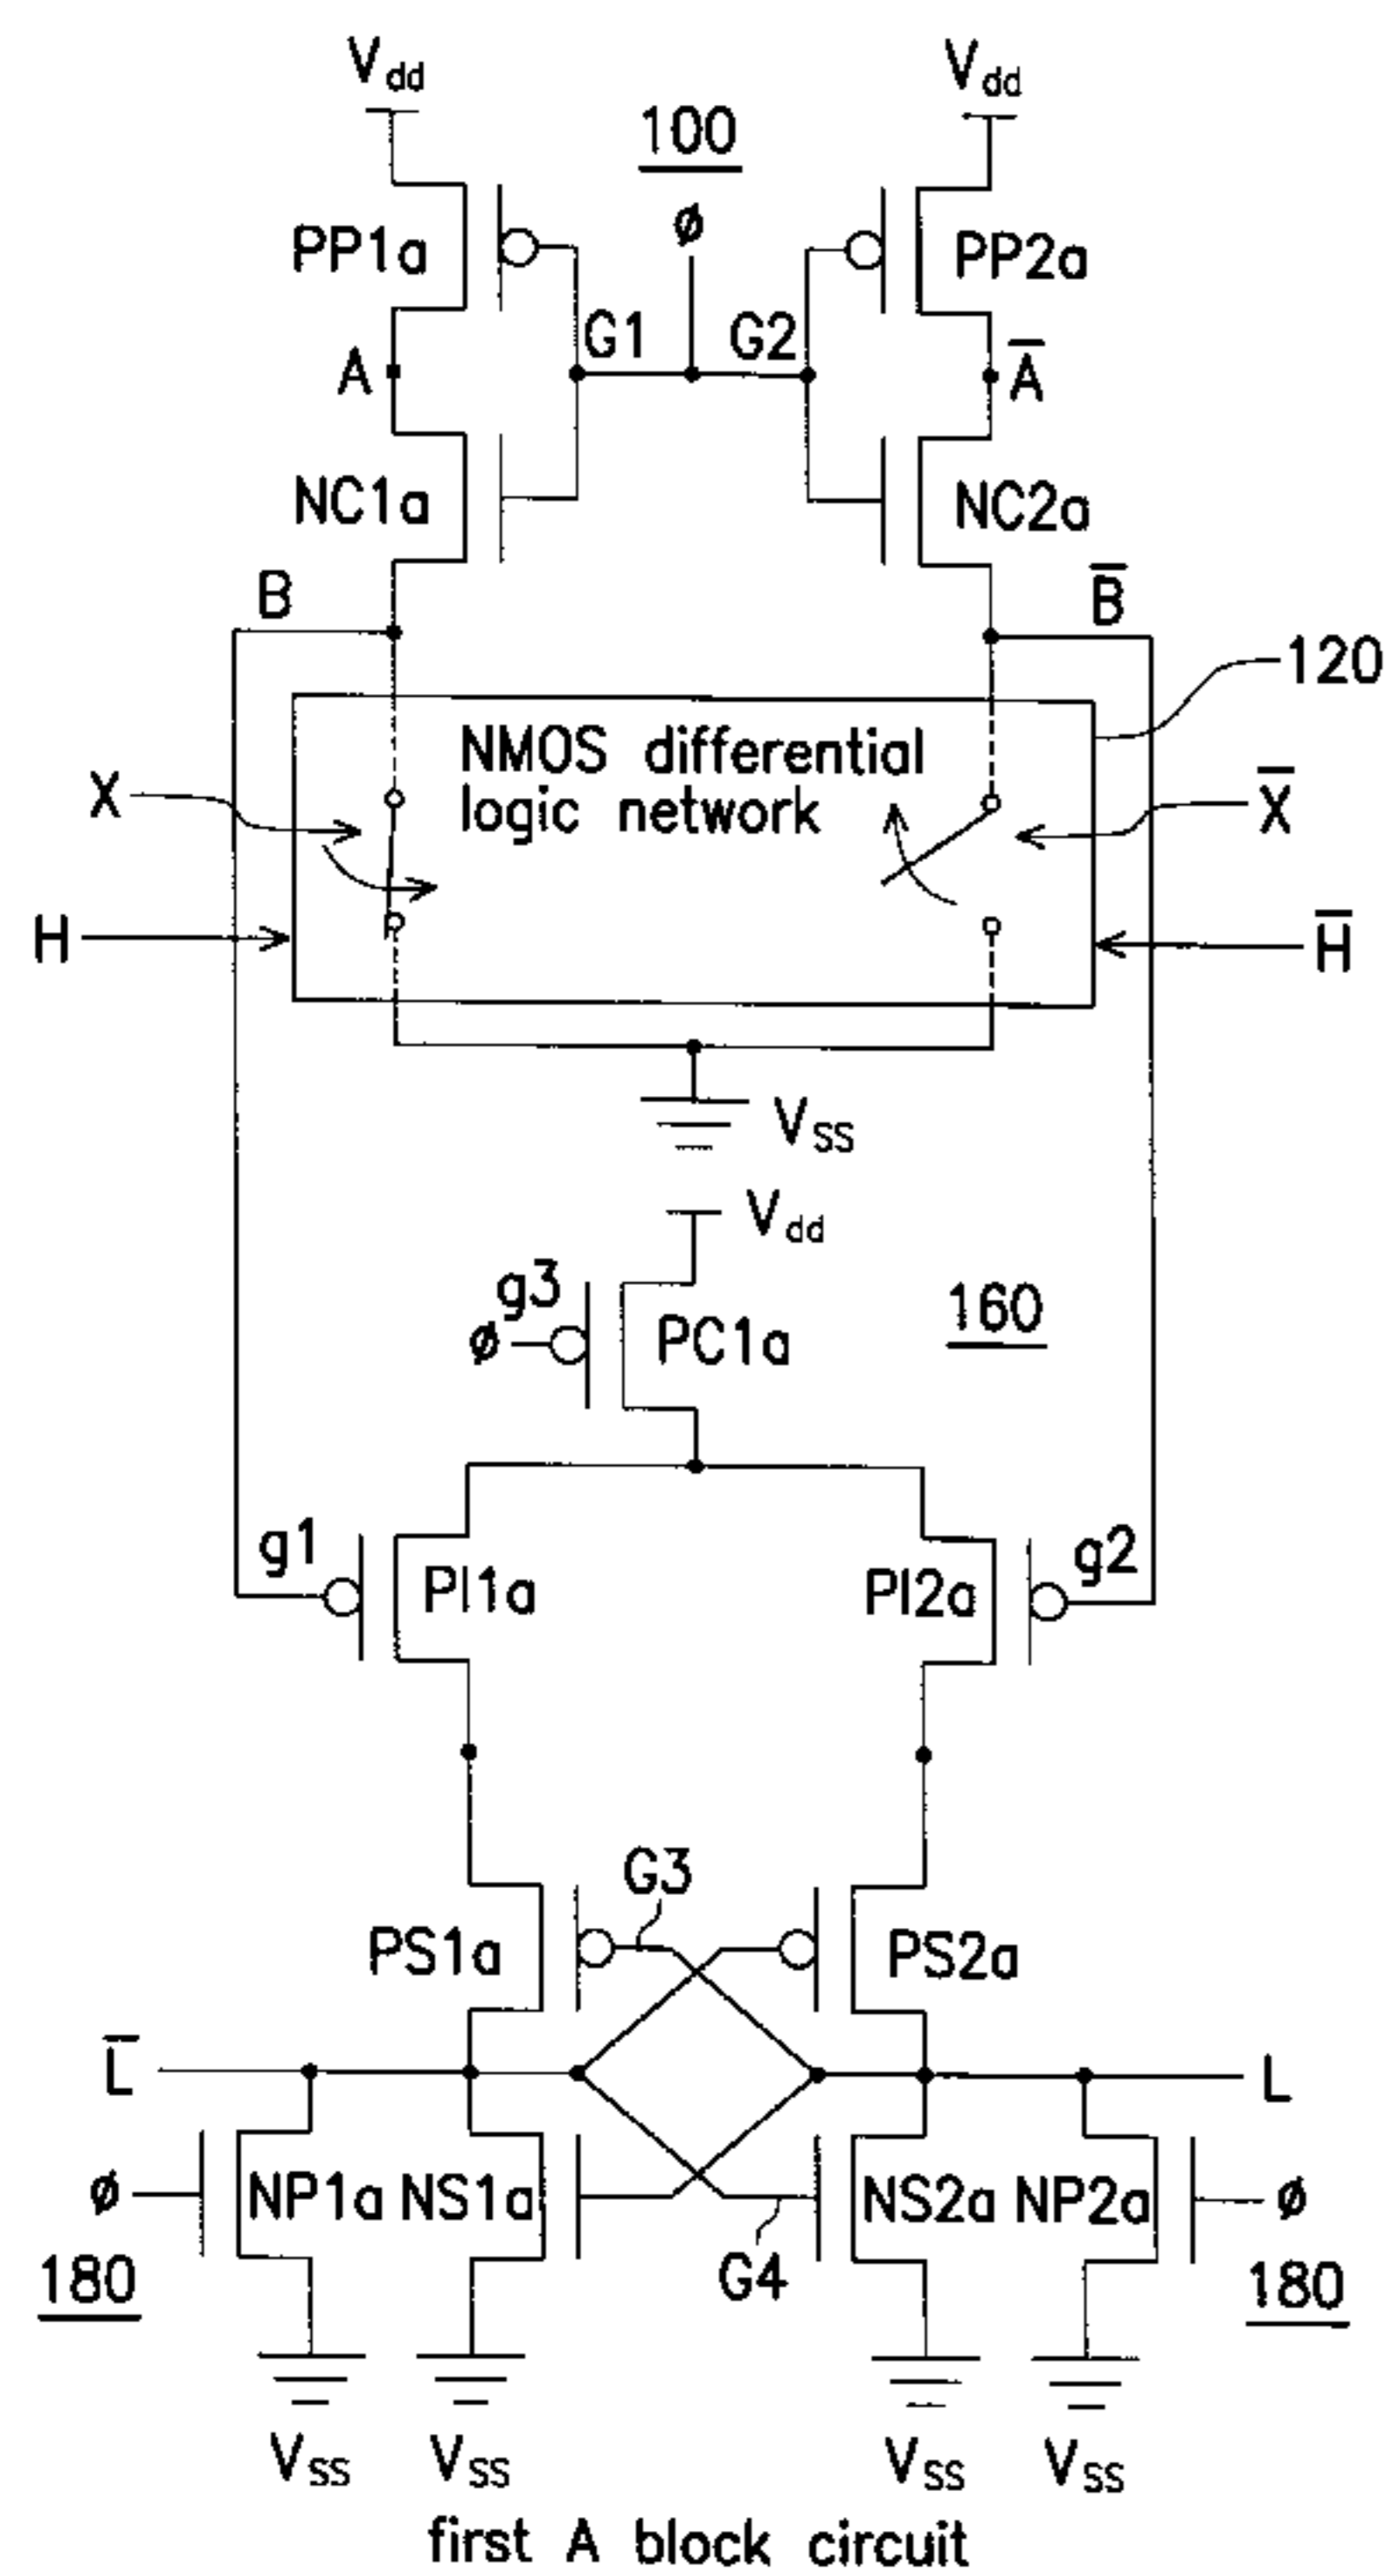 Vdd
Vdd
100
ø
PP1a
PP2a
G1
G2
A
A̅
NC1a
NC2a
B
B̅
120
NMOS differential
logic network
X
X̅
H
H̅
VSS
Vdd
g3
ø
PC1a
160
g1
PI1a
PI2a
g2
G3
PS1a
PS2a
L̅
L
ø
NP1a
NS1a
NS2a
NP2a
ø
180
G4
180
VSS
VSS
VSS
VSS
first A block circuit